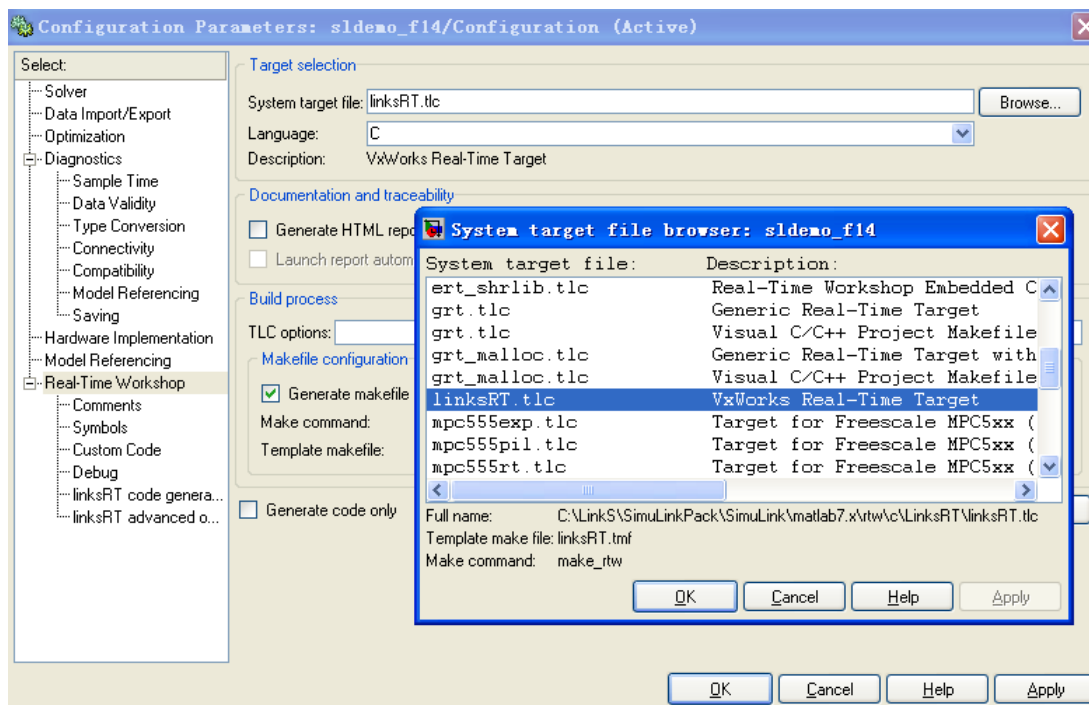 Configuration Parameters: sldemo_f14/Configuration (Active)
Select:
Solver
Data Import/Export
Optimization
Diagnostics
Sample Time
Data Validity
Type Conversion
Connectivity
Compatibility
Model Referencing
Saving
Hardware Implementation
Model Referencing
Real-Time Workshop
Comments
Symbols
Custom Code
Debug
linksRT code genera...
linksRT advanced o...
Target selection
System target file: linksRT.tlc Browse...
Language: C
Description: VxWorks Real-Time Target
Documentation and traceability
Generate HTML repo
Launch report autom
Build process
TLC options:
Makefile configuration
Generate makefile
Make command:
Template makefile:
Generate code only
System target file browser: sldemo_f14
System target file: Description:
ert_shrlib.tlc Real-Time Workshop Embedded C
grt.tlc Generic Real-Time Target
grt.tlc Visual C/C++ Project Makefile
grt_malloc.tlc Generic Real-Time Target with
grt_malloc.tlc Visual C/C++ Project Makefile
linksRT.tlc VxWorks Real-Time Target
mpc555exp.tlc Target for Freescale MPC5xx (
mpc555pil.tlc Target for Freescale MPC5xx (
mpc555rt.tlc Target for Freescale MPC5xx (
Full name: C:\LinkS\SimuLinkPack\SimuLink\matlab7.x\rtw\c\LinksRT\linksRT.tlc
Template make file: linksRT.tmf
Make command: make_rtw
OK Cancel Help Apply
OK Cancel Help Apply